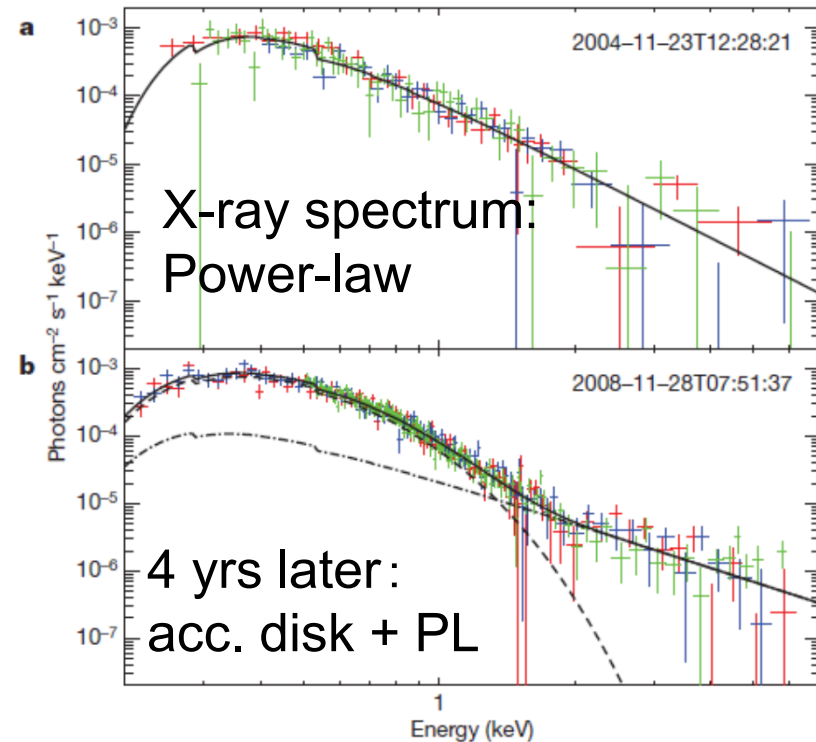 a
10⁻³
2004–11–23T12:28:21
10⁻⁴
10⁻⁵
X-ray spectrum:
Power-law
10⁻⁶
10⁻⁷
Photons cm⁻² s⁻¹ keV⁻¹
b
10⁻³
2008–11–28T07:51:37
10⁻⁴
10⁻⁵
4 yrs later:
acc. disk + PL
10⁻⁶
10⁻⁷
1
Energy (keV)